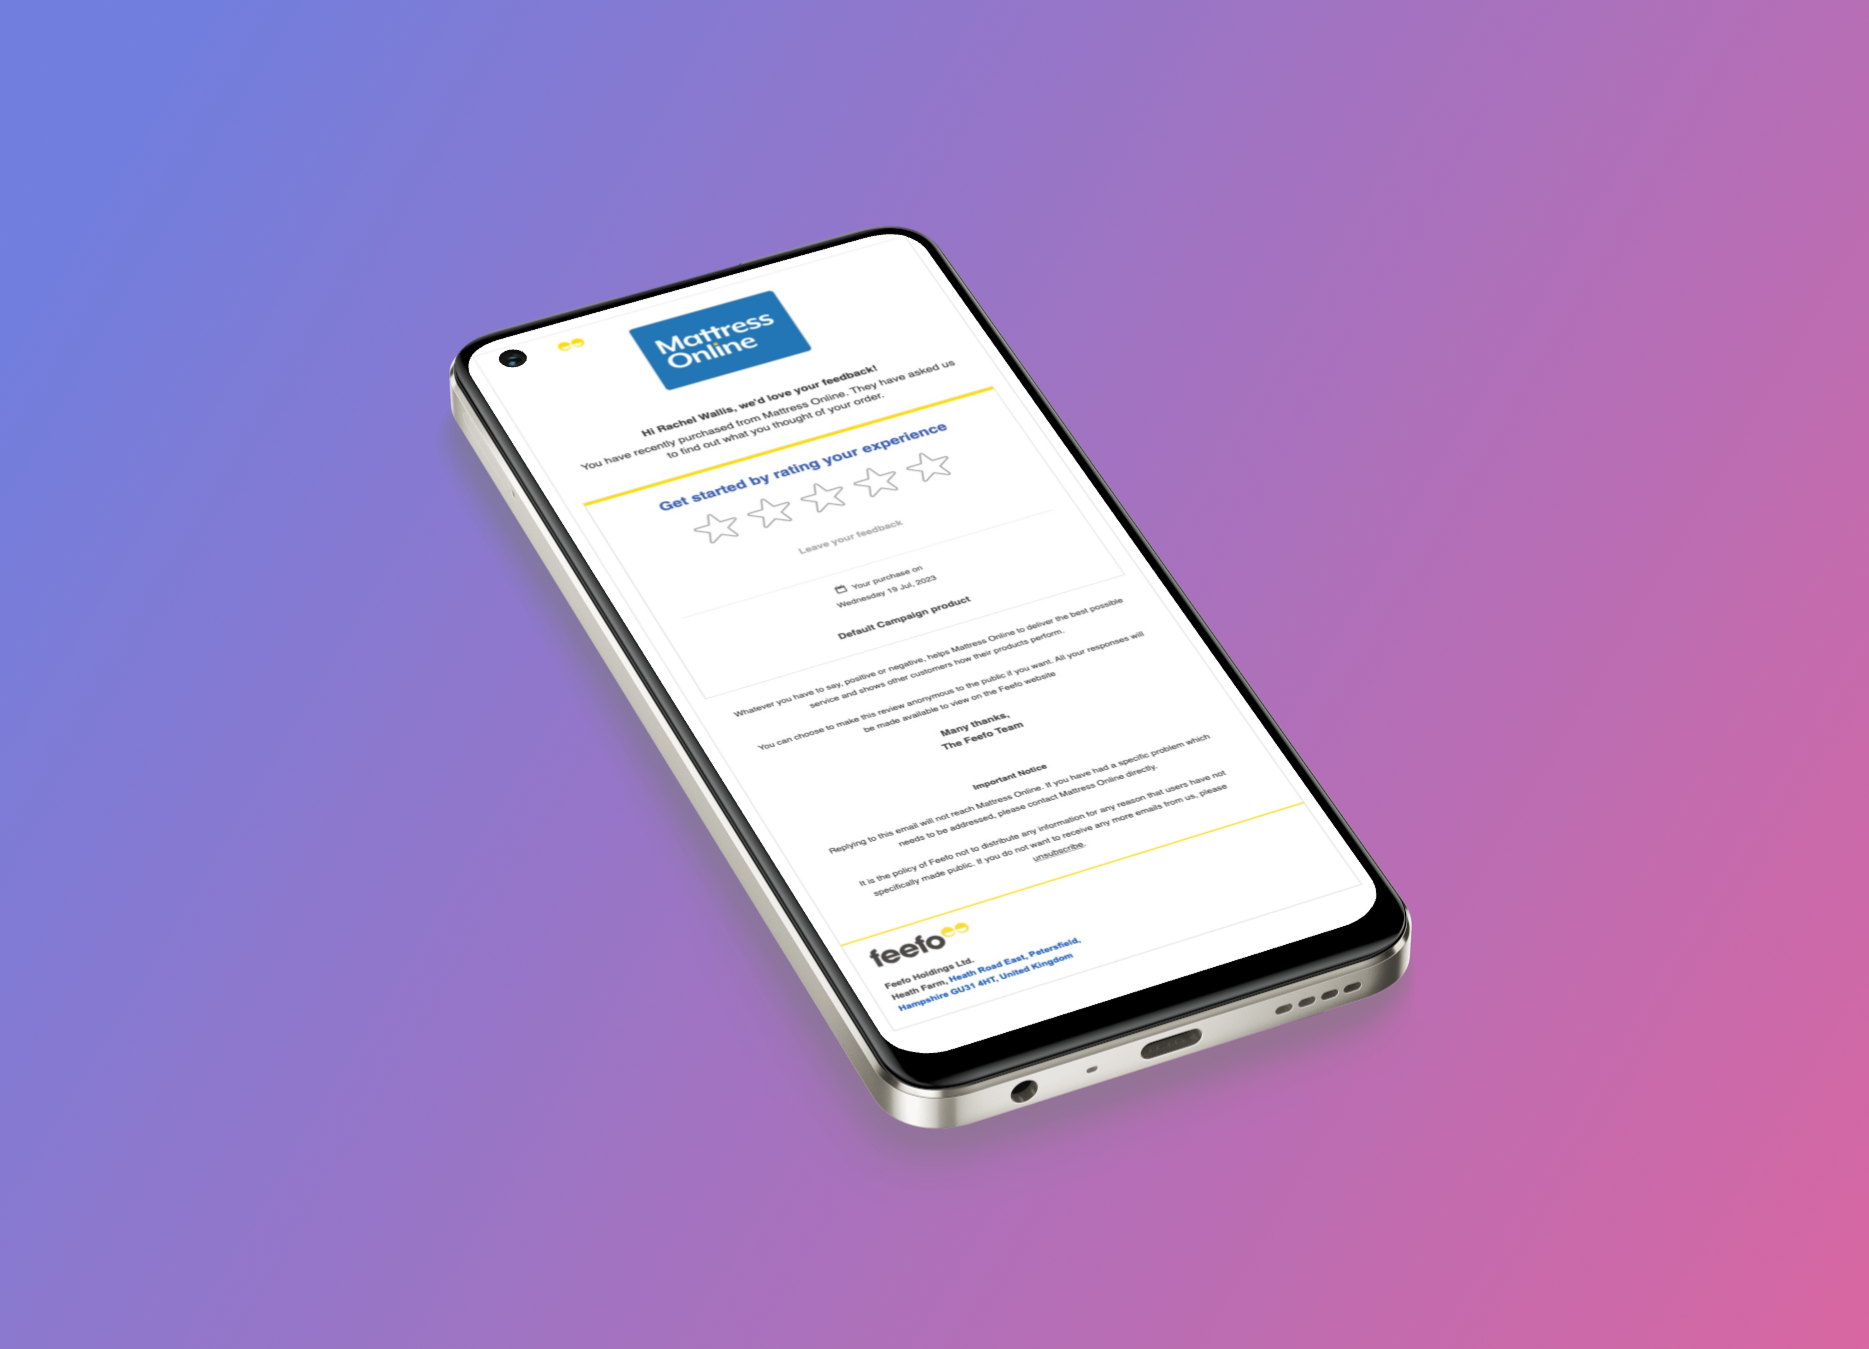 Mattress
Online
Hi Rachel Wallis, we'd love your feedback!
You have recently purchased from Mattress Online. They have asked us
to find out what you thought of your order.
Get started by rating your experience
Leave your feedback
Your purchase on
Wednesday 19 Jul, 2023
Default Campaign product
Whatever you have to say, positive or negative, helps Mattress Online to deliver the best possible
service and shows other customers how their products perform.
You can choose to make this review anonymous to the public if you want. All your responses will
be made available to view on the Feefo website
Many thanks,
The Feefo Team
Important Notice
Replying to this email will not reach Mattress Online. If you have had a specific problem which
needs to be addressed, please contact Mattress Online directly.
It is the policy of Feefo not to distribute any information for any reason that users have not
specifically made public. If you do not want to receive any more emails from us, please
unsubscribe.
feefo
Feefo Holdings Ltd.
Heath Farm, Heath Road East, Petersfield,
Hampshire GU31 4HT, United Kingdom